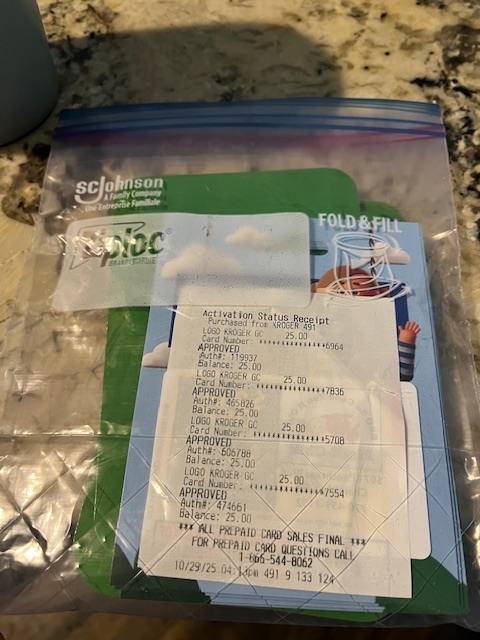 scJohnson
A Family Company
Une Entreprise Familiale
ziploc
FOLD & FILL
Activation Status Receipt
Purchased from KROGER 491
LOGO KROGER GC 25.00
Card Number: ***************6964
APPROVED
Auth#: 119937
Balance: 25.00
LOGO KROGER GC 25.00
Card Number: ***************7836
APPROVED
Auth#: 465826
Balance: 25.00
LOGO KROGER GC 25.00
Card Number: ***************5708
APPROVED
Auth#: 606788
Balance: 25.00
LOGO KROGER GC 25.00
Card Number: ***************7554
APPROVED
Auth#: 474661
Balance: 25.00
*** ALL PREPAID CARD SALES FINAL ***
FOR PREPAID CARD QUESTIONS CALL
1-866-544-8062
10/29/25 04:11pm 491 9 133 124